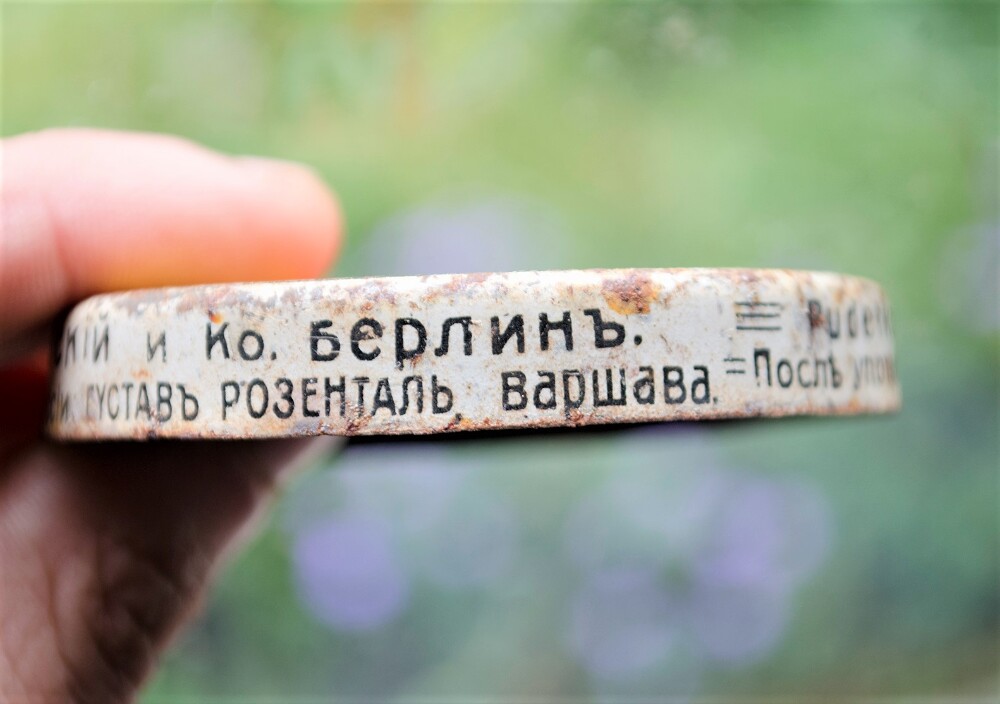 и Ко. Берлинъ.
ГУСТАВЪ РОЗЕНТАЛЬ Варшава. = Послѣ